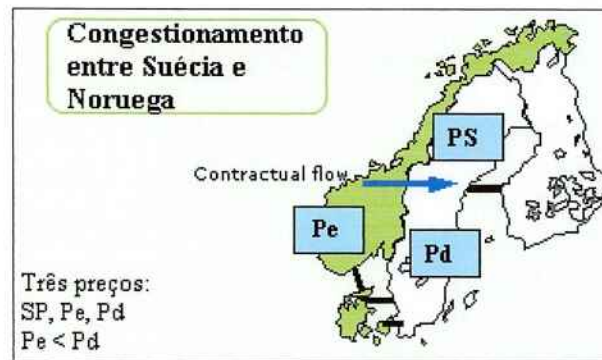 Congestionamento
entre Suécia e
Noruega
PS
Contractual flow
Pe
Pd
Três preços:
SP, Pe, Pd
Pe < Pd